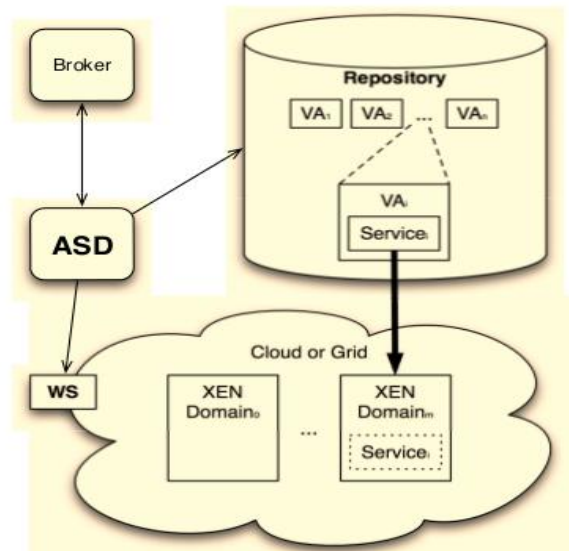 Broker
Repository
VA₁ VA₂ ... VAₙ
ASD
VAᵢ
Serviceᵢ
Cloud or Grid
WS
XEN
Domain₀
...
XEN
Domainₘ
Serviceᵢ